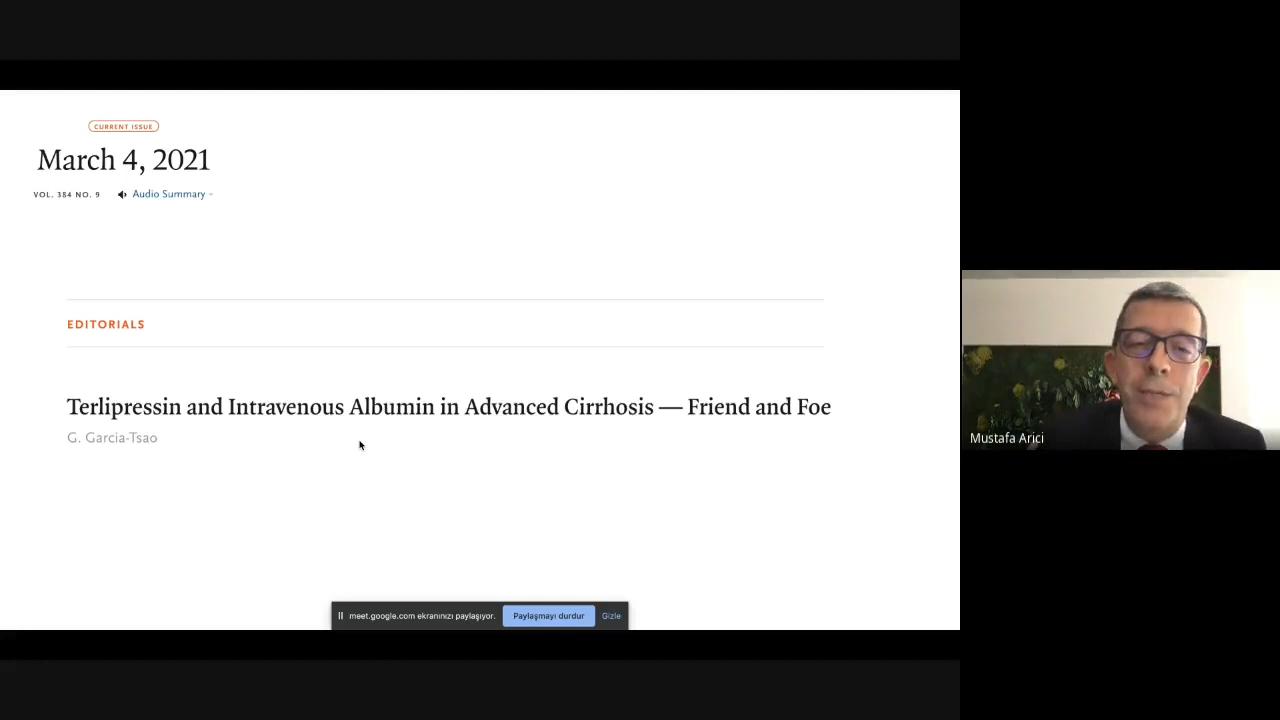 CURRENT ISSUE
March 4, 2021
VOL. 384 NO. 9 Audio Summary
EDITORIALS
Terlipressin and Intravenous Albumin in Advanced Cirrhosis — Friend and Foe
G. Garcia-Tsao
Mustafa Arici
meet.google.com ekranınızı paylaşıyor. Paylaşmayı durdur Gizle